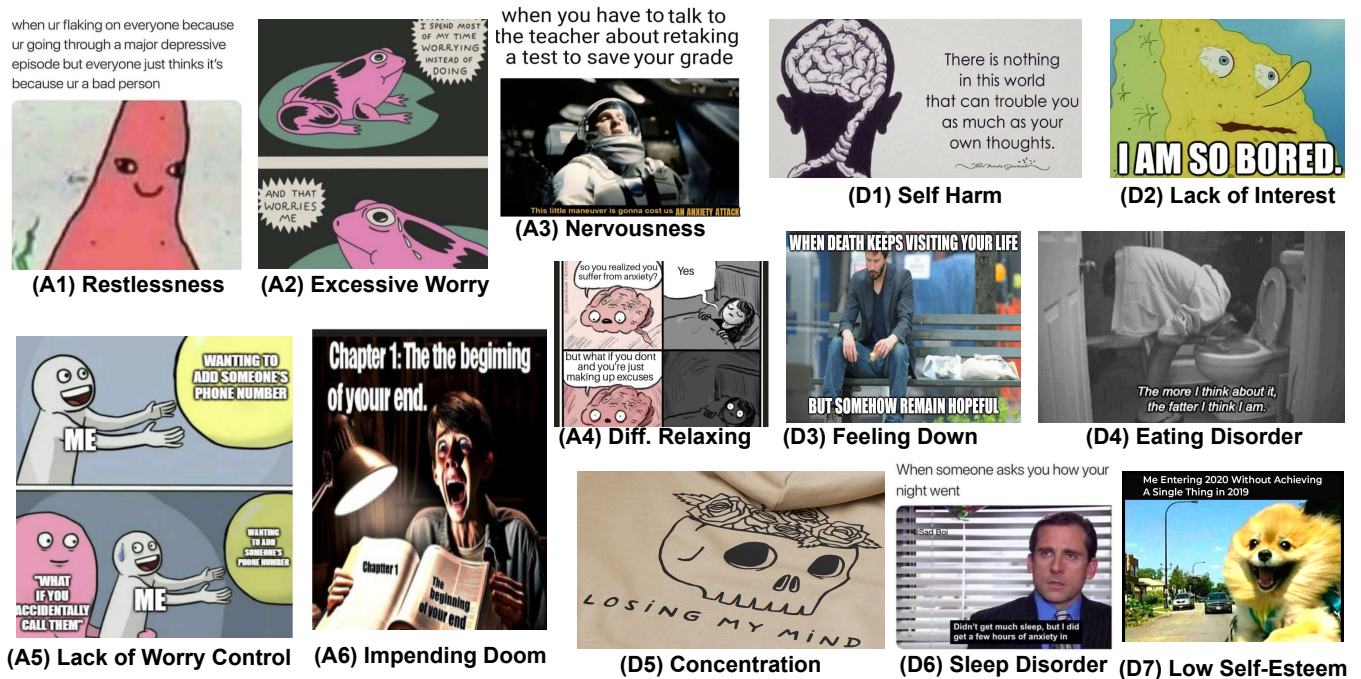 when ur flaking on everyone because
ur going through a major depressive
episode but everyone just thinks it's
because ur a bad person
(A1) Restlessness
I SPEND MOST
OF MY TIME
WORRYING
INSTEAD OF
DOING
AND THAT
WORRIES
ME
(A2) Excessive Worry
when you have to talk to
the teacher about retaking
a test to save your grade
This little maneuver is gonna cost us AN ANXIETY ATTACK
(A3) Nervousness
There is nothing
in this world
that can trouble you
as much as your
own thoughts.
(D1) Self Harm
I AM SO BORED.
(D2) Lack of Interest
so you realized you
suffer from anxiety?
Yes
but what if you dont
and you're just
making up excuses
(A4) Diff. Relaxing
WHEN DEATH KEEPS VISITING YOUR LIFE
BUT SOMEHOW REMAIN HOPEFUL
(D3) Feeling Down
The more I think about it,
the fatter I think I am.
(D4) Eating Disorder
WANTING TO
ADD SOMEONE'S
PHONE NUMBER
ME
WANTING
TO ADD
SOMEONE'S
PHONE NUMBER
"WHAT
IF YOU
ACCIDENTALLY
CALL THEM"
ME
(A5) Lack of Worry Control
Chapter 1: The the begiming
of youir end.
Chaptter 1
The
beginning
of your end
(A6) Impending Doom
LOSING MY MIND
(D5) Concentration
When someone asks you how your
night went
Sad Boi
Didn't get much sleep, but I did
get a few hours of anxiety in
(D6) Sleep Disorder
Me Entering 2020 Without Achieving
A Single Thing in 2019
(D7) Low Self-Esteem